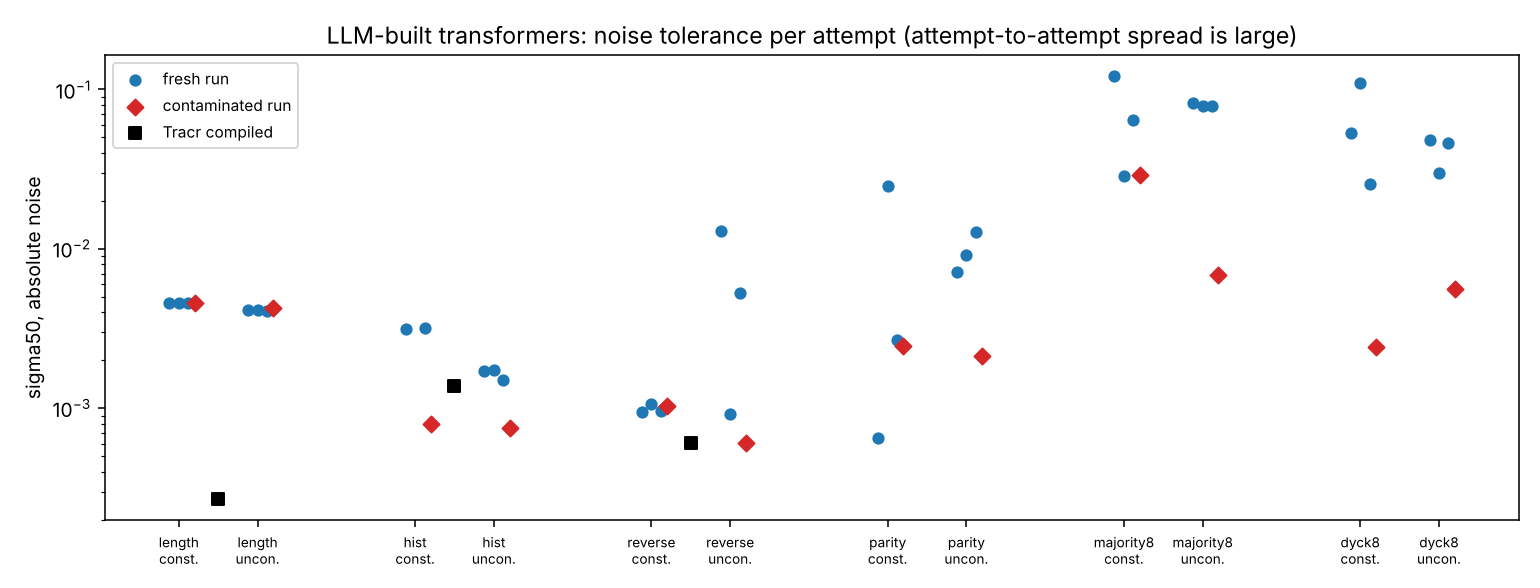 LLM-built transformers: noise tolerance per attempt (attempt-to-attempt spread is large)
fresh run
contaminated run
Tracr compiled
sigma50, absolute noise
10⁻¹
10⁻²
10⁻³
length const.
length uncon.
hist const.
hist uncon.
reverse const.
reverse uncon.
parity const.
parity uncon.
majority8 const.
majority8 uncon.
dyck8 const.
dyck8 uncon.